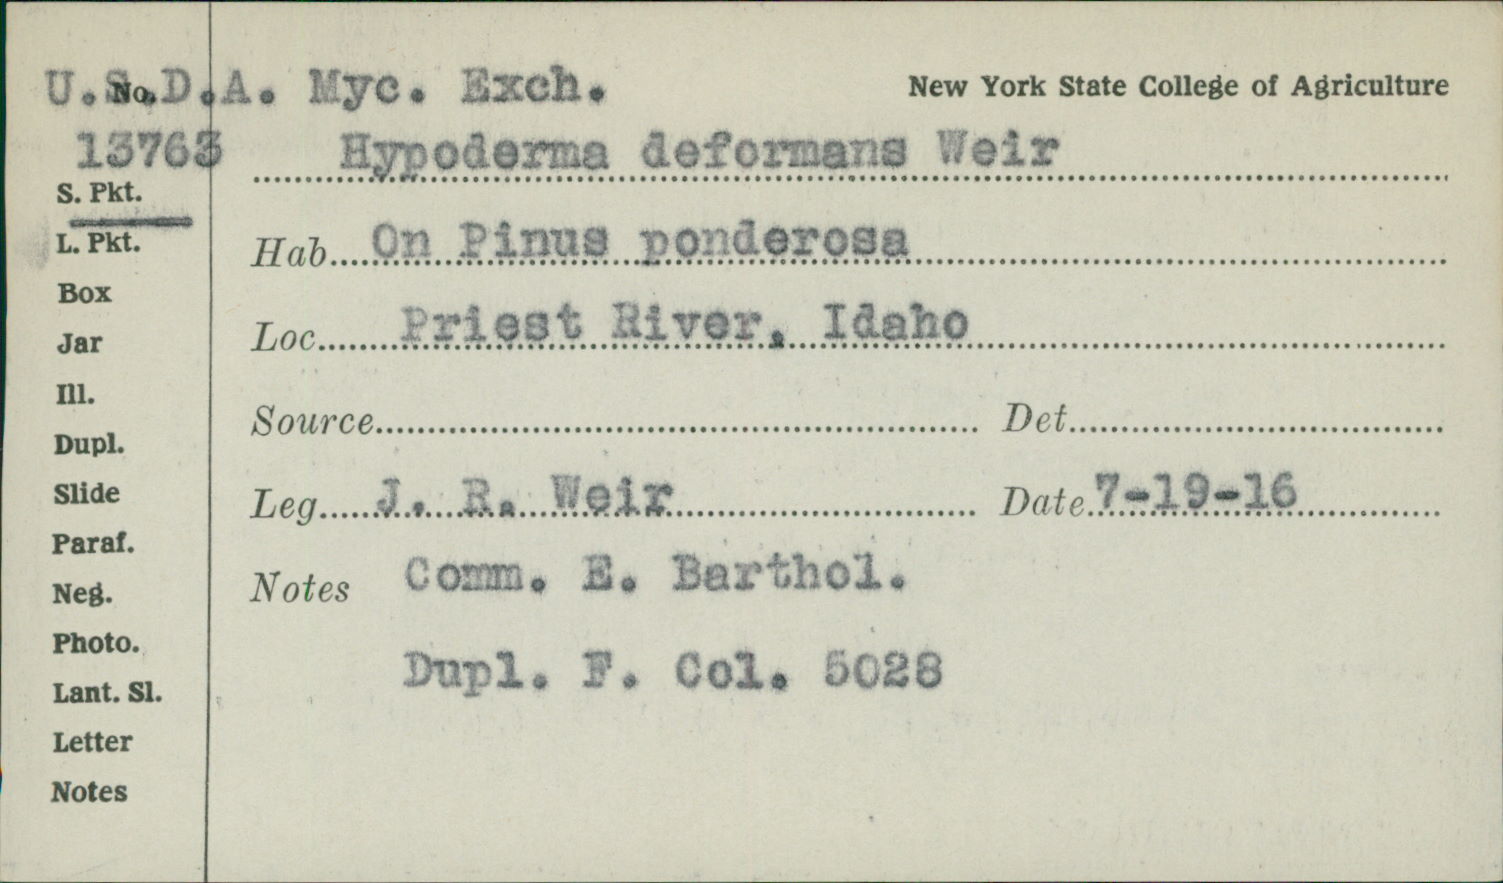 U.S.D.A. Myc. Exch.
No.
New York State College of Agriculture
13763 Hypoderma deformans Weir
S. Pkt.
L. Pkt.
Hab. On Pinus ponderosa
Box
Loc. Priest River, Idaho
Jar
Ill.
Source Det.
Dupl.
Slide
Leg. J. R. Weir Date 7-19-16
Paraf.
Notes Comm. E. Barthol.
Neg.
Photo.
Dupl. F. Col. 5028
Lant. Sl.
Letter
Notes